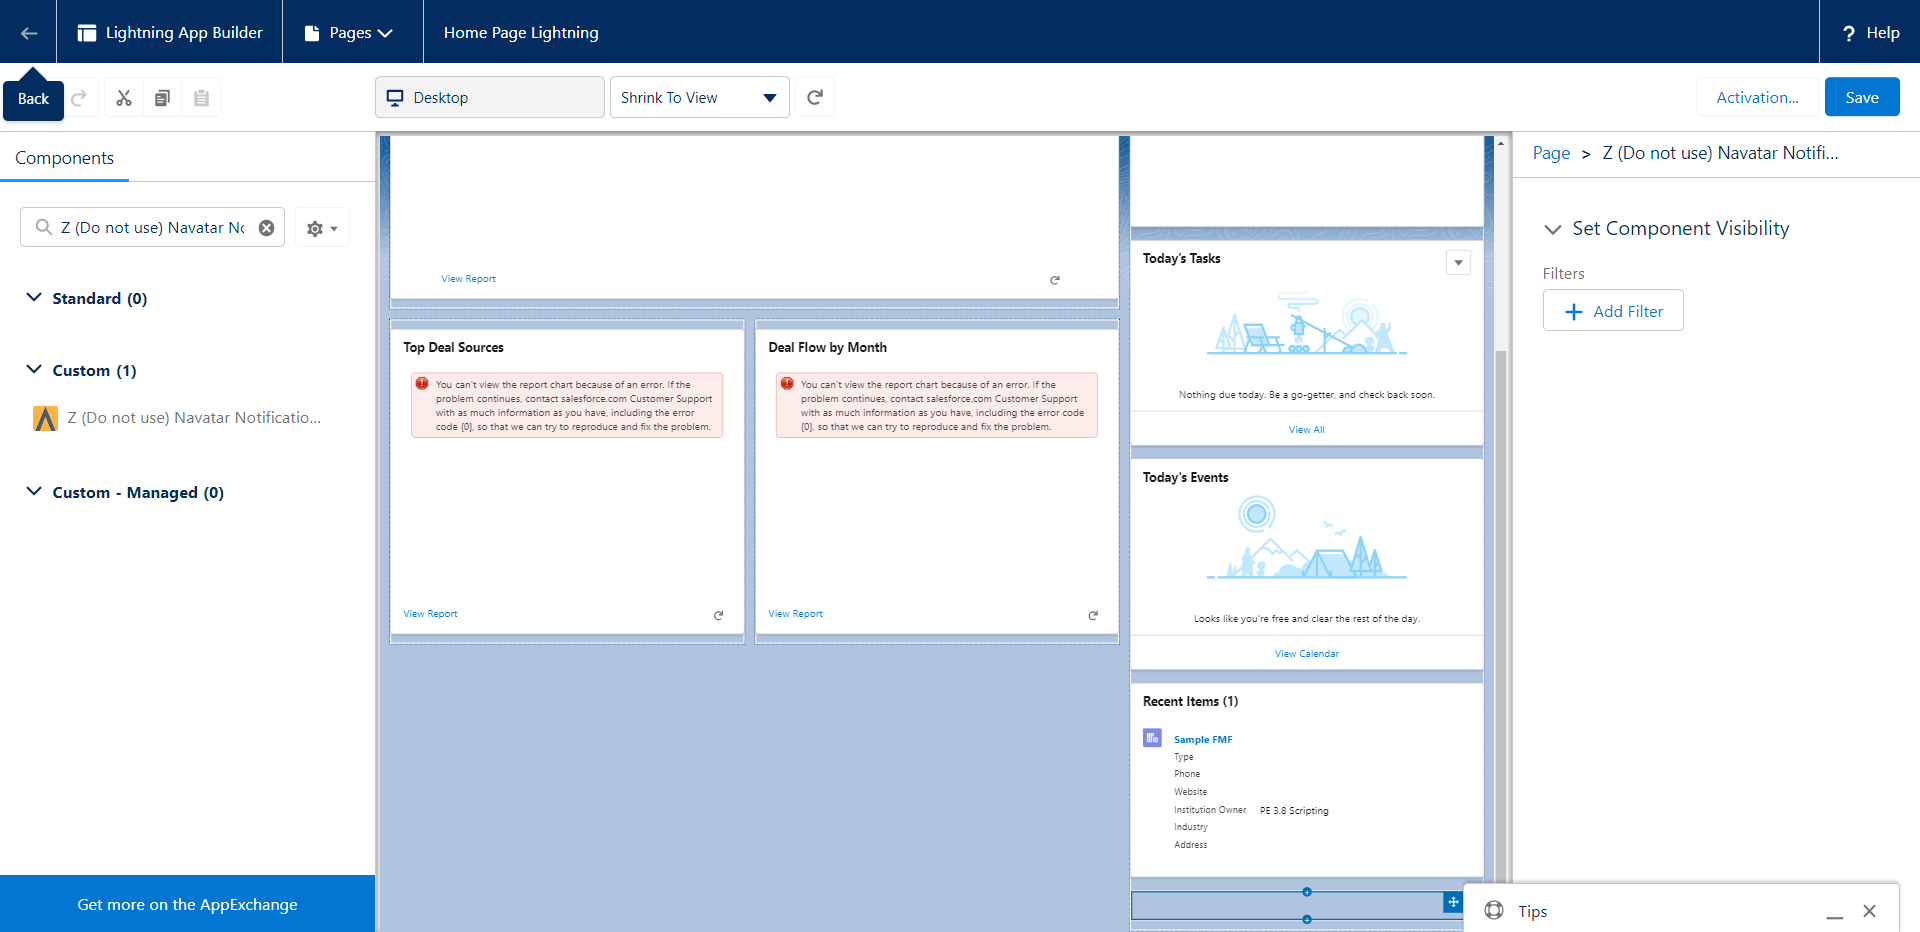 Lightning App Builder
Pages
Home Page Lightning
? Help
Back
Desktop
Shrink To View
Activation...
Save
Components
Z (Do not use) Navatar
Standard (0)
Custom (1)
Z (Do not use) Navatar Notificatio...
Custom - Managed (0)
Get more on the AppExchange
View Report
Top Deal Sources
You can't view the report chart because of an error. If the
problem continues, contact salesforce.com Customer Support
with as much information as you have, including the error
code {0}, so that we can try to reproduce and fix the problem.
View Report
Deal Flow by Month
You can't view the report chart because of an error. If the
problem continues, contact salesforce.com Customer Support
with as much information as you have, including the error code
{0}, so that we can try to reproduce and fix the problem.
View Report
Today's Tasks
Nothing due today. Be a go-getter, and check back soon.
View All
Today's Events
Looks like you're free and clear the rest of the day.
View Calendar
Recent Items (1)
Sample FMF
Type
Phone
Website
Institution Owner PE 3.8 Scripting
Industry
Address
Page > Z (Do not use) Navatar Notifi...
Set Component Visibility
Filters
Add Filter
Tips